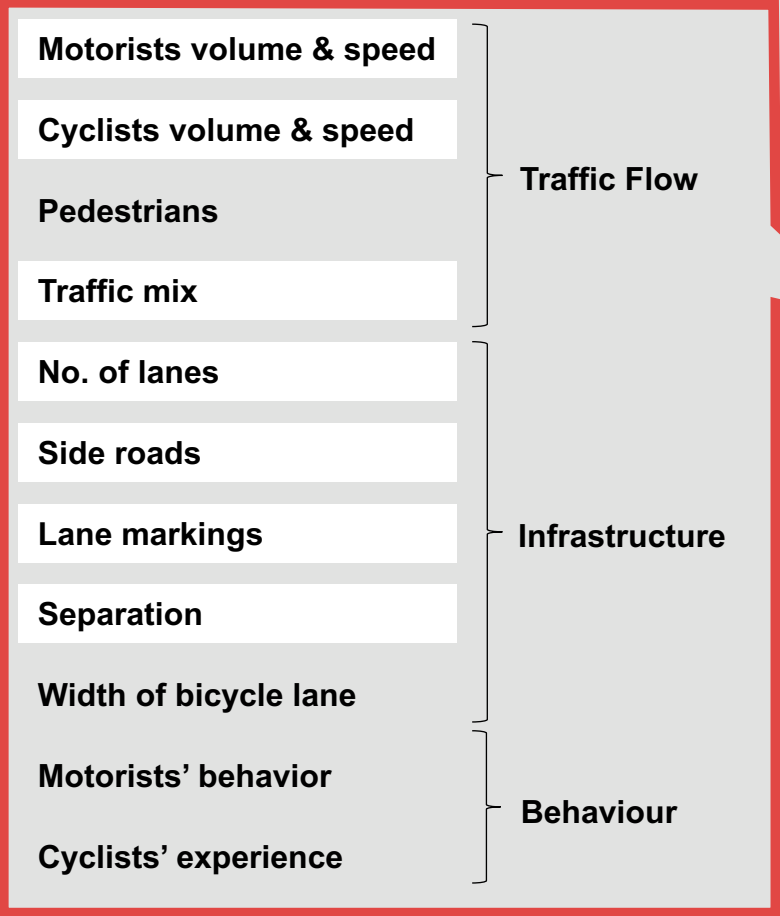 Motorists volume & speed
Cyclists volume & speed
Pedestrians
Traffic mix
Traffic Flow
No. of lanes
Side roads
Lane markings
Separation
Width of bicycle lane
Infrastructure
Motorists’ behavior
Cyclists’ experience
Behaviour